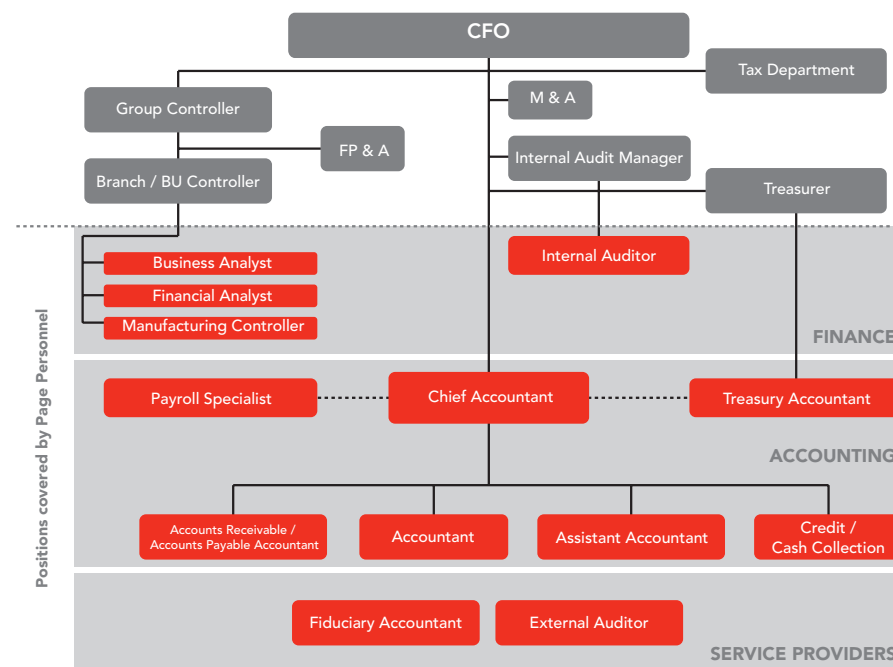 CFO
Tax Department
M & A
Group Controller
FP & A
Internal Audit Manager
Branch / BU Controller
Treasurer
Positions covered by Page Personnel
Business Analyst
Financial Analyst
Manufacturing Controller
Internal Auditor
FINANCE
Payroll Specialist
Chief Accountant
Treasury Accountant
ACCOUNTING
Accounts Receivable /
Accounts Payable Accountant
Accountant
Assistant Accountant
Credit /
Cash Collection
Fiduciary Accountant
External Auditor
SERVICE PROVIDERS